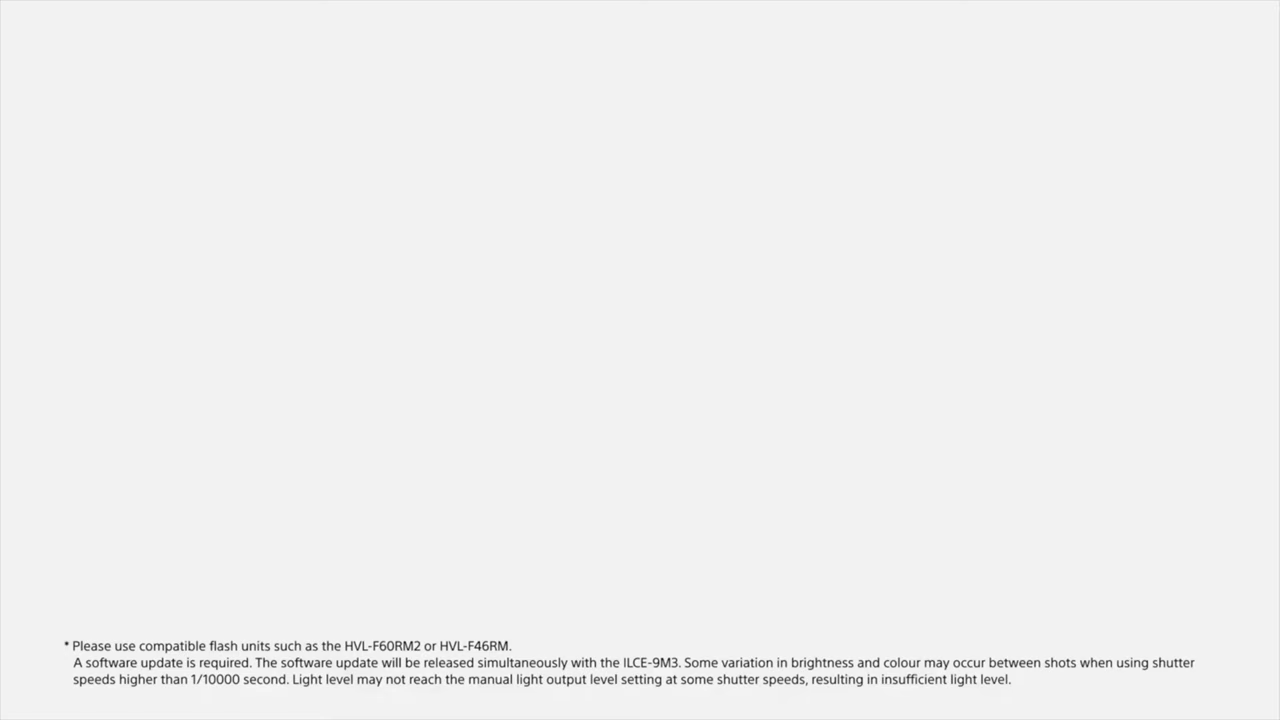 * Please use compatible flash units such as the HVL-F60RM2 or HVL-F46RM.
A software update is required. The software update will be released simultaneously with the ILCE-9M3. Some variation in brightness and colour may occur between shots when using shutter
speeds higher than 1/10000 second. Light level may not reach the manual light output level setting at some shutter speeds, resulting in insufficient light level.